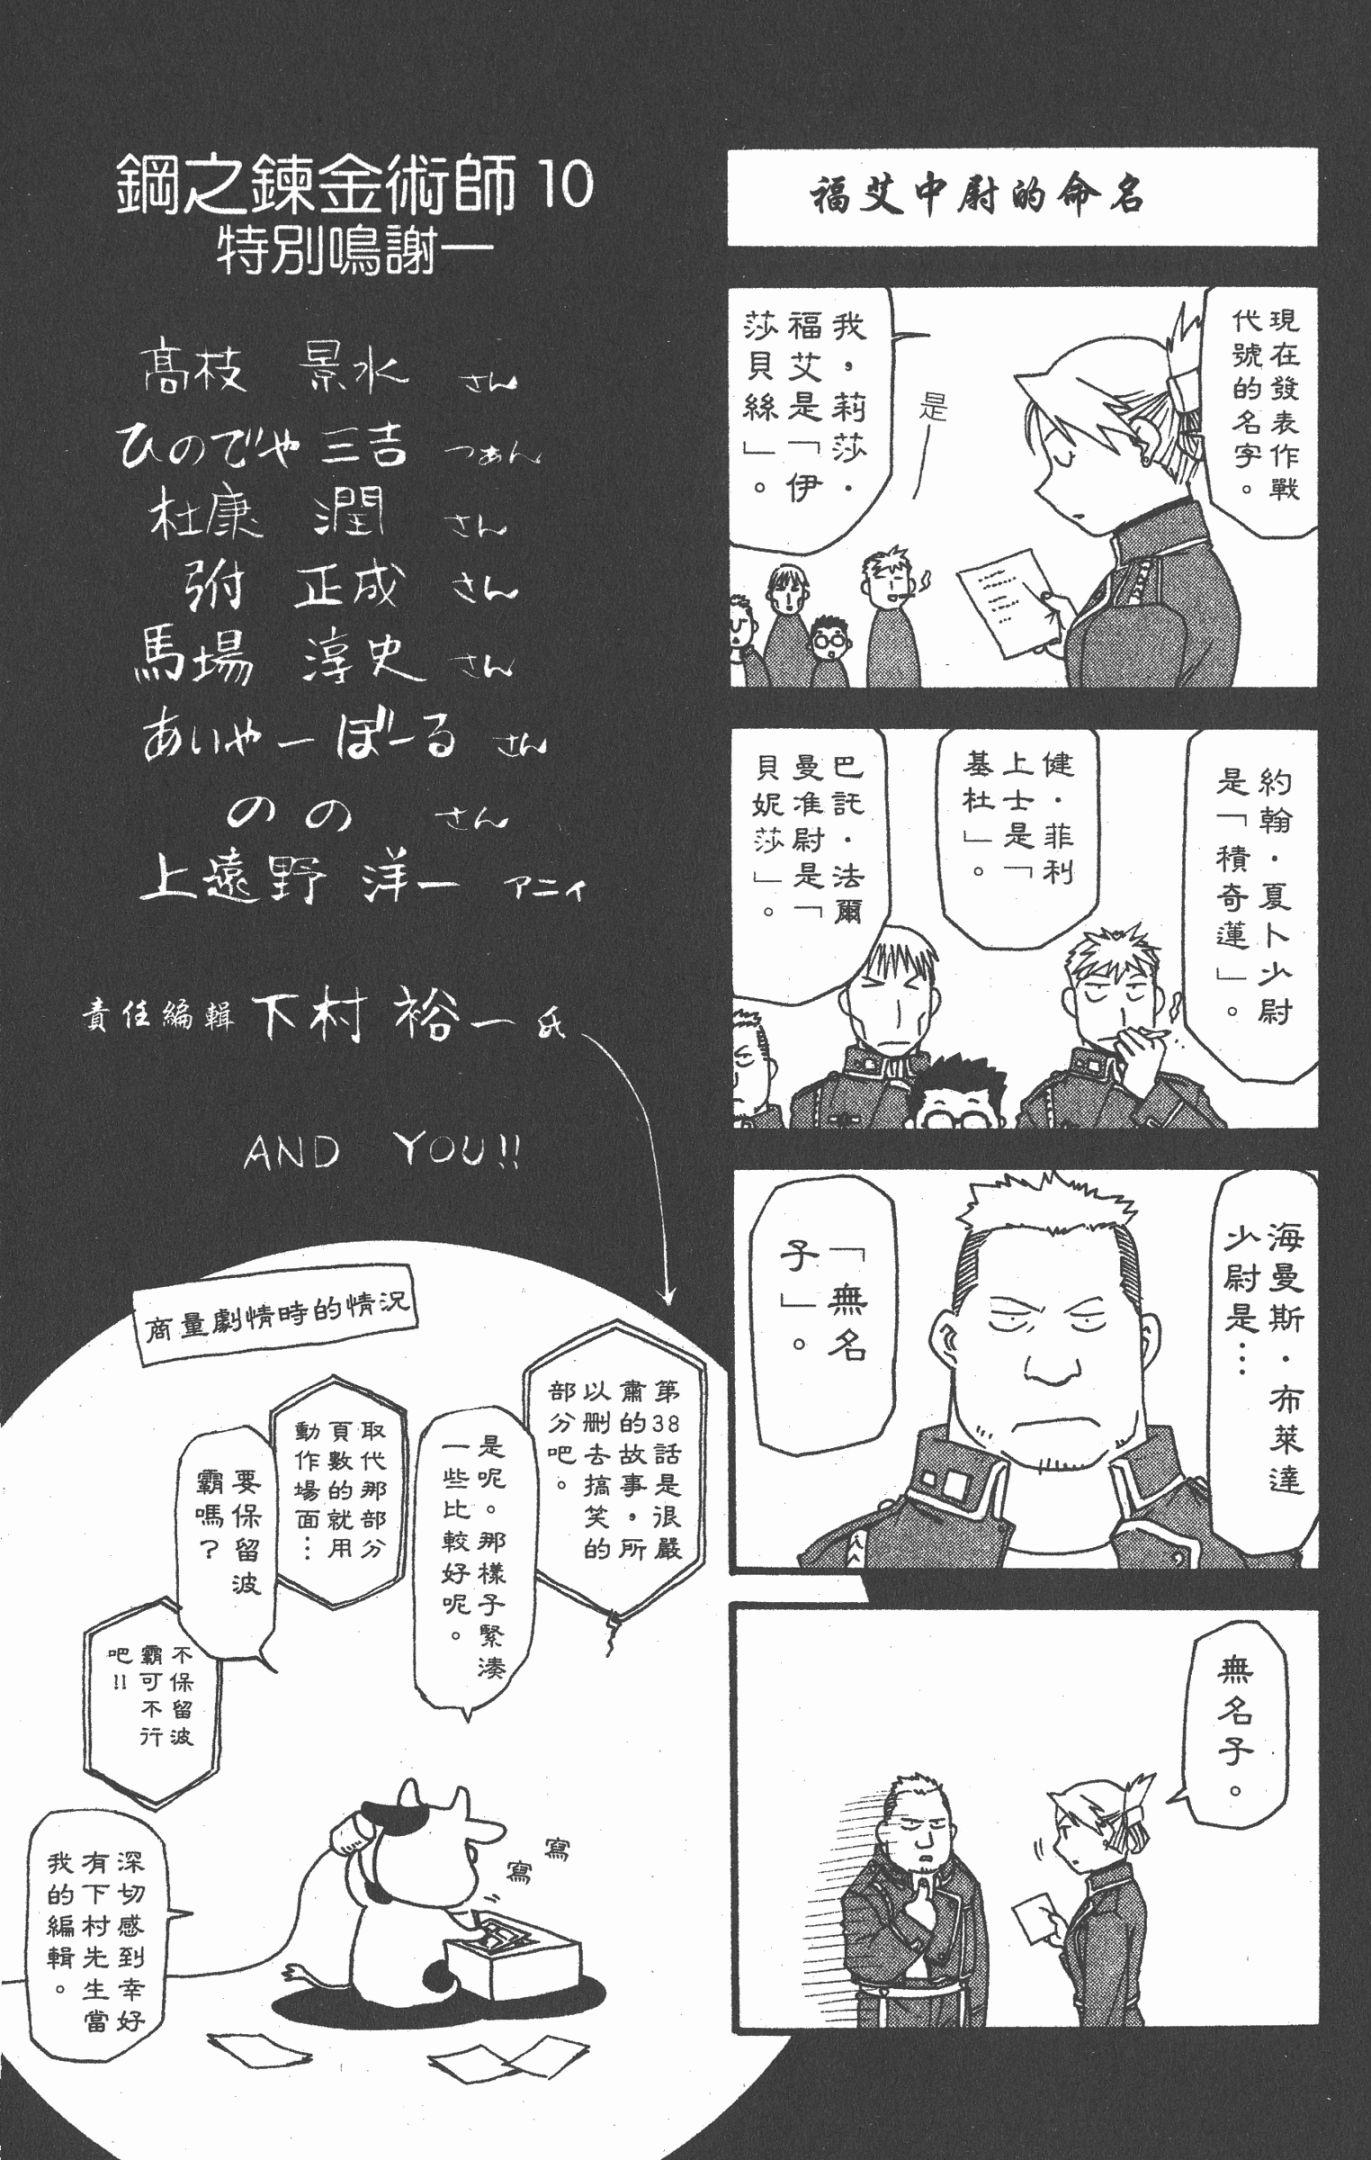 福艾中尉的命名
現在發表作戰
代號的名字。
我,莉莎·
福艾是「伊
莎貝絲」。
是
約翰·夏卜少尉
是「積奇蓮」。
健·菲利
上士是「
基杜」。
巴託·法爾
曼准尉是「
貝妮莎」。
海曼斯·布萊達
少尉是…
「無名
子」。
無名子。
鋼之鍊金術師10
特別鳴謝—
髙枝 景水 さん
ひのでや 三吉 つぁん
杜康 潤 さん
正成 さん
馬場 淳史 さん
あいやーぼーる さん
のの さん
上遠野 洋一 アニィ
責任編輯 下村 裕一 氏
AND YOU!!
商量劇情時的情況
第38話是很嚴
肅的故事,所
以刪去搞笑的
部分吧。
是呢。那樣子緊湊
一些比較好呢。
取代那部分
頁數的就用
動作場面…
要保留波
霸嗎?
不保留波
霸可不行
吧!!
寫
寫
深切感到幸好
有下村先生當
我的編輯。